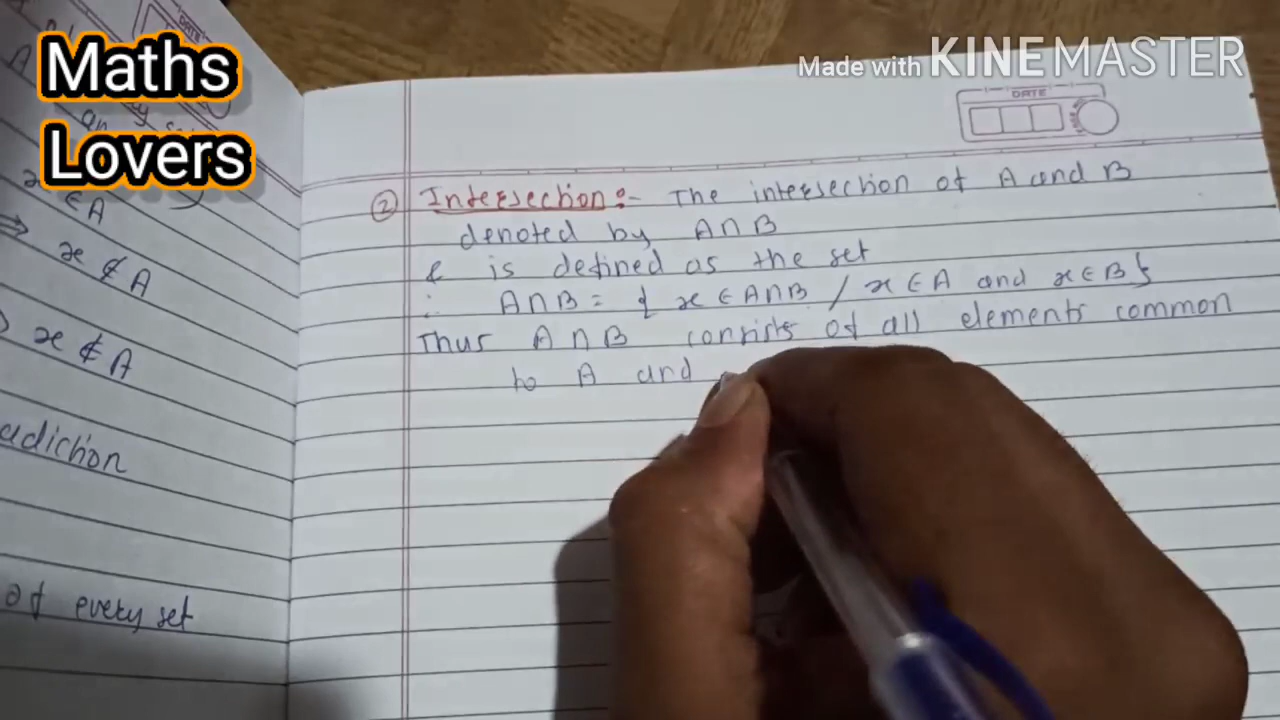 Maths
Lovers
Made with KINEMASTER
DATE
x ∈ A
⇒ x ∉ A
x ∉ A
adiction
of every set
② Intersection :- The intersection of A and B
denoted by A∩B
& is defined as the set
∴ A∩B = { x ∈ A∩B / x ∈ A and x ∈ B }
Thus A ∩ B consists of all elements common
to A and